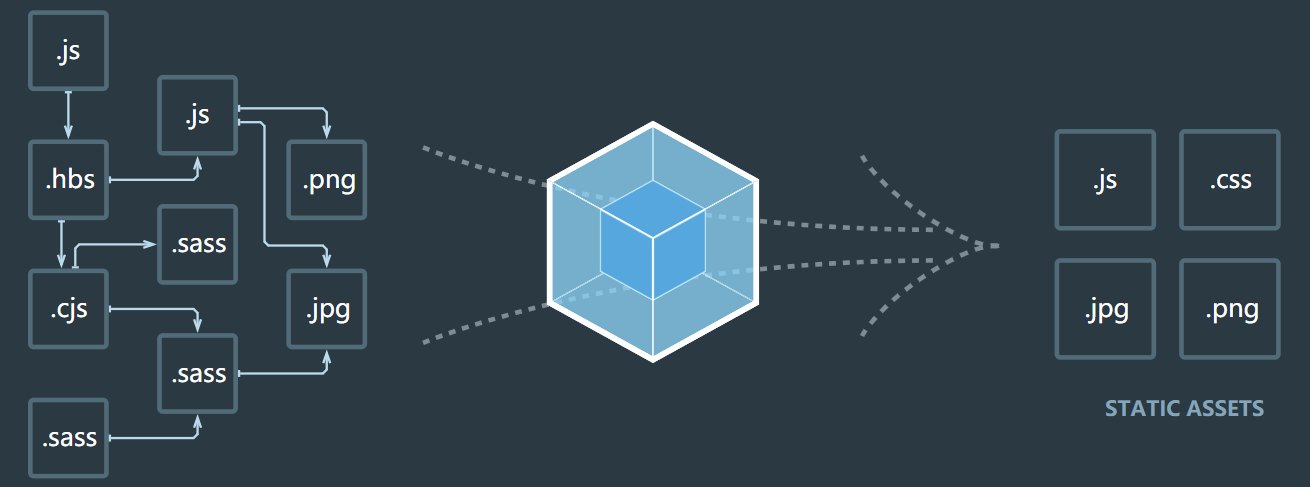 .js
.js
.hbs
.png
.sass
.cjs
.jpg
.sass
.sass
.js
.css
.jpg
.png
STATIC ASSETS